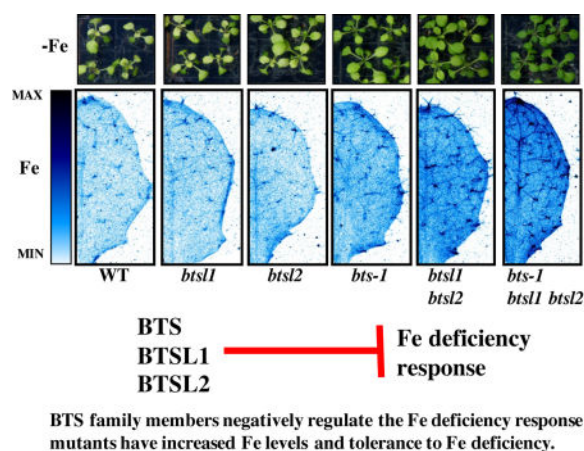 -Fe
MAX
Fe
MIN
WT
btsl1
btsl2
bts-1
btsl1
btsl2
bts-1
btsl1 btsl2
BTS
BTSL1
BTSL2
Fe deficiency
response
BTS family members negatively regulate the Fe deficiency response
mutants have increased Fe levels and tolerance to Fe deficiency.